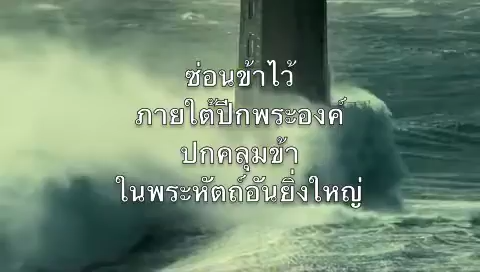 ซ่อนข้าไว้
ภายใต้ปีกพระองค์
ปกคลุมข้า
ในพระหัตถ์อันยิ่งใหญ่